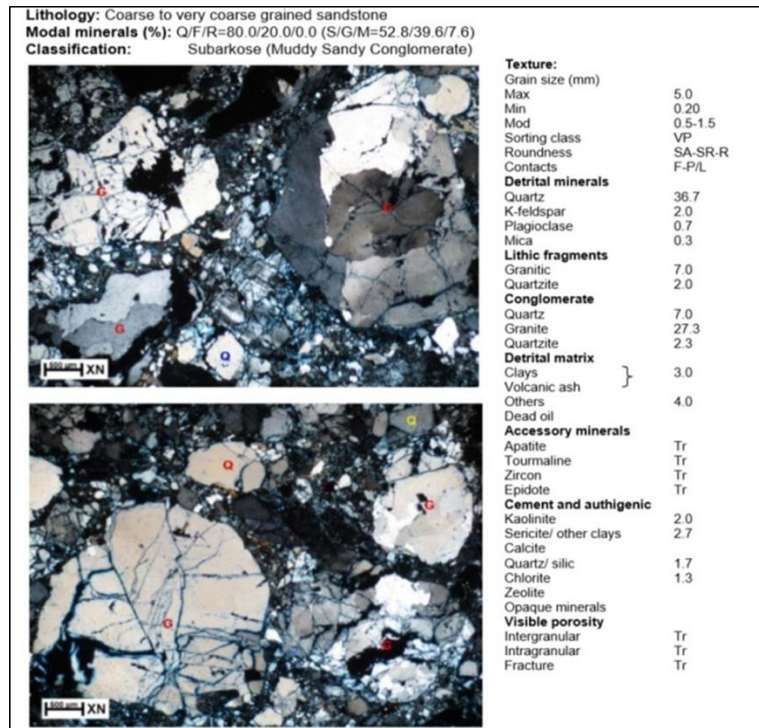 Lithology: Coarse to very coarse grained sandstone
Modal minerals (%): Q/F/R=80.0/20.0/0.0 (S/G/M=52.8/39.6/7.6)
Classification: Subarkose (Muddy Sandy Conglomerate)
G
G
G
Q
500 µm XN
Q
Q
G
G
G
500 µm XN
Texture:
Grain size (mm)
Max 5.0
Min 0.20
Mod 0.5-1.5
Sorting class VP
Roundness SA-SR-R
Contacts F-P/L
Detrital minerals
Quartz 36.7
K-feldspar 2.0
Plagioclase 0.7
Mica 0.3
Lithic fragments
Granitic 7.0
Quartzite 2.0
Conglomerate
Quartz 7.0
Granite 27.3
Quartzite 2.3
Detrital matrix
Clays } 3.0
Volcanic ash
Others 4.0
Dead oil
Accessory minerals
Apatite Tr
Tourmaline Tr
Zircon Tr
Epidote Tr
Cement and authigenic
Kaolinite 2.0
Sericite/ other clays 2.7
Calcite
Quartz/ silic 1.7
Chlorite 1.3
Zeolite
Opaque minerals
Visible porosity
Intergranular Tr
Intragranular Tr
Fracture Tr